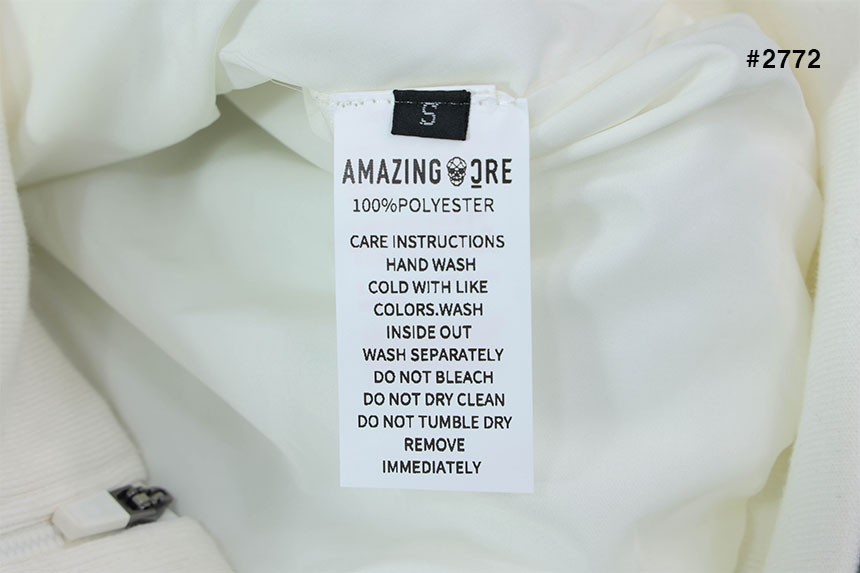 #2772
S
AMAZING ORE
100%POLYESTER
CARE INSTRUCTIONS
HAND WASH
COLD WITH LIKE
COLORS.WASH
INSIDE OUT
WASH SEPARATELY
DO NOT BLEACH
DO NOT DRY CLEAN
DO NOT TUMBLE DRY
REMOVE
IMMEDIATELY